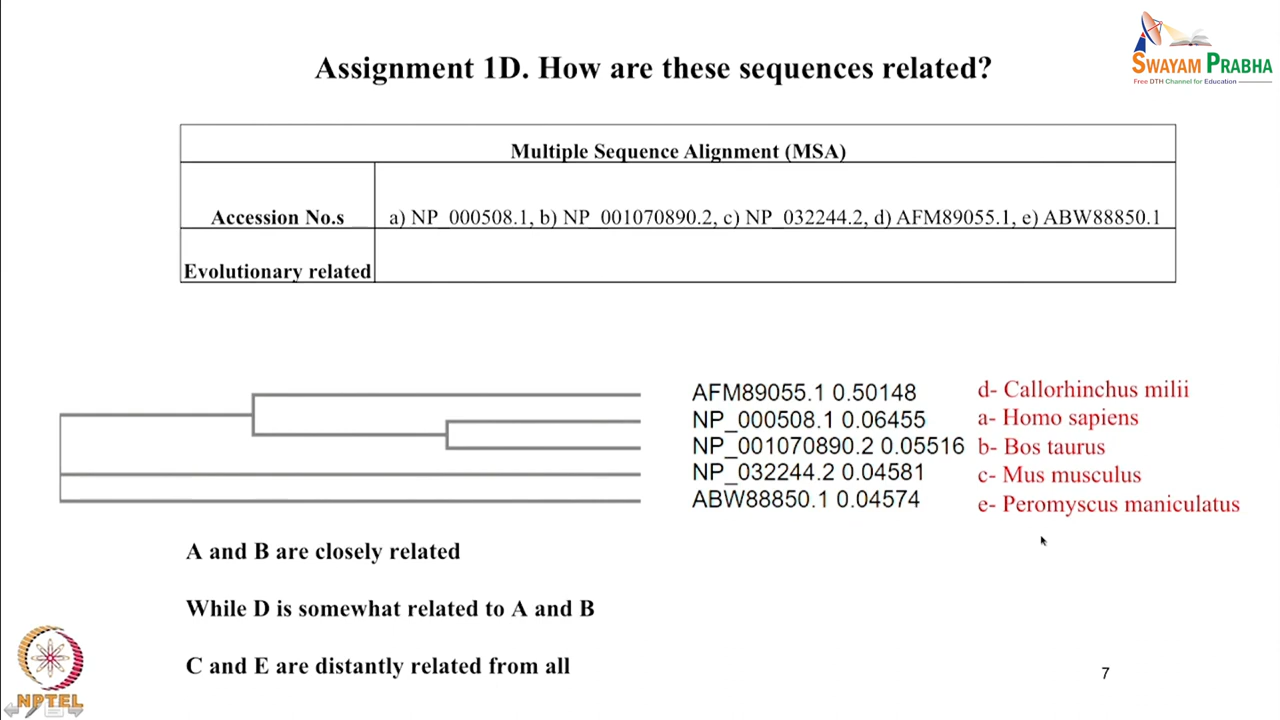 SWAYAM PRABHA
Free DTH Channel for Education
Assignment 1D. How are these sequences related?
Multiple Sequence Alignment (MSA)
Accession No.s a) NP_000508.1, b) NP_001070890.2, c) NP_032244.2, d) AFM89055.1, e) ABW88850.1
Evolutionary related
AFM89055.1 0.50148 d- Callorhinchus milii
NP_000508.1 0.06455 a- Homo sapiens
NP_001070890.2 0.05516 b- Bos taurus
NP_032244.2 0.04581 c- Mus musculus
ABW88850.1 0.04574 e- Peromyscus maniculatus
A and B are closely related
While D is somewhat related to A and B
C and E are distantly related from all
NPTEL
7